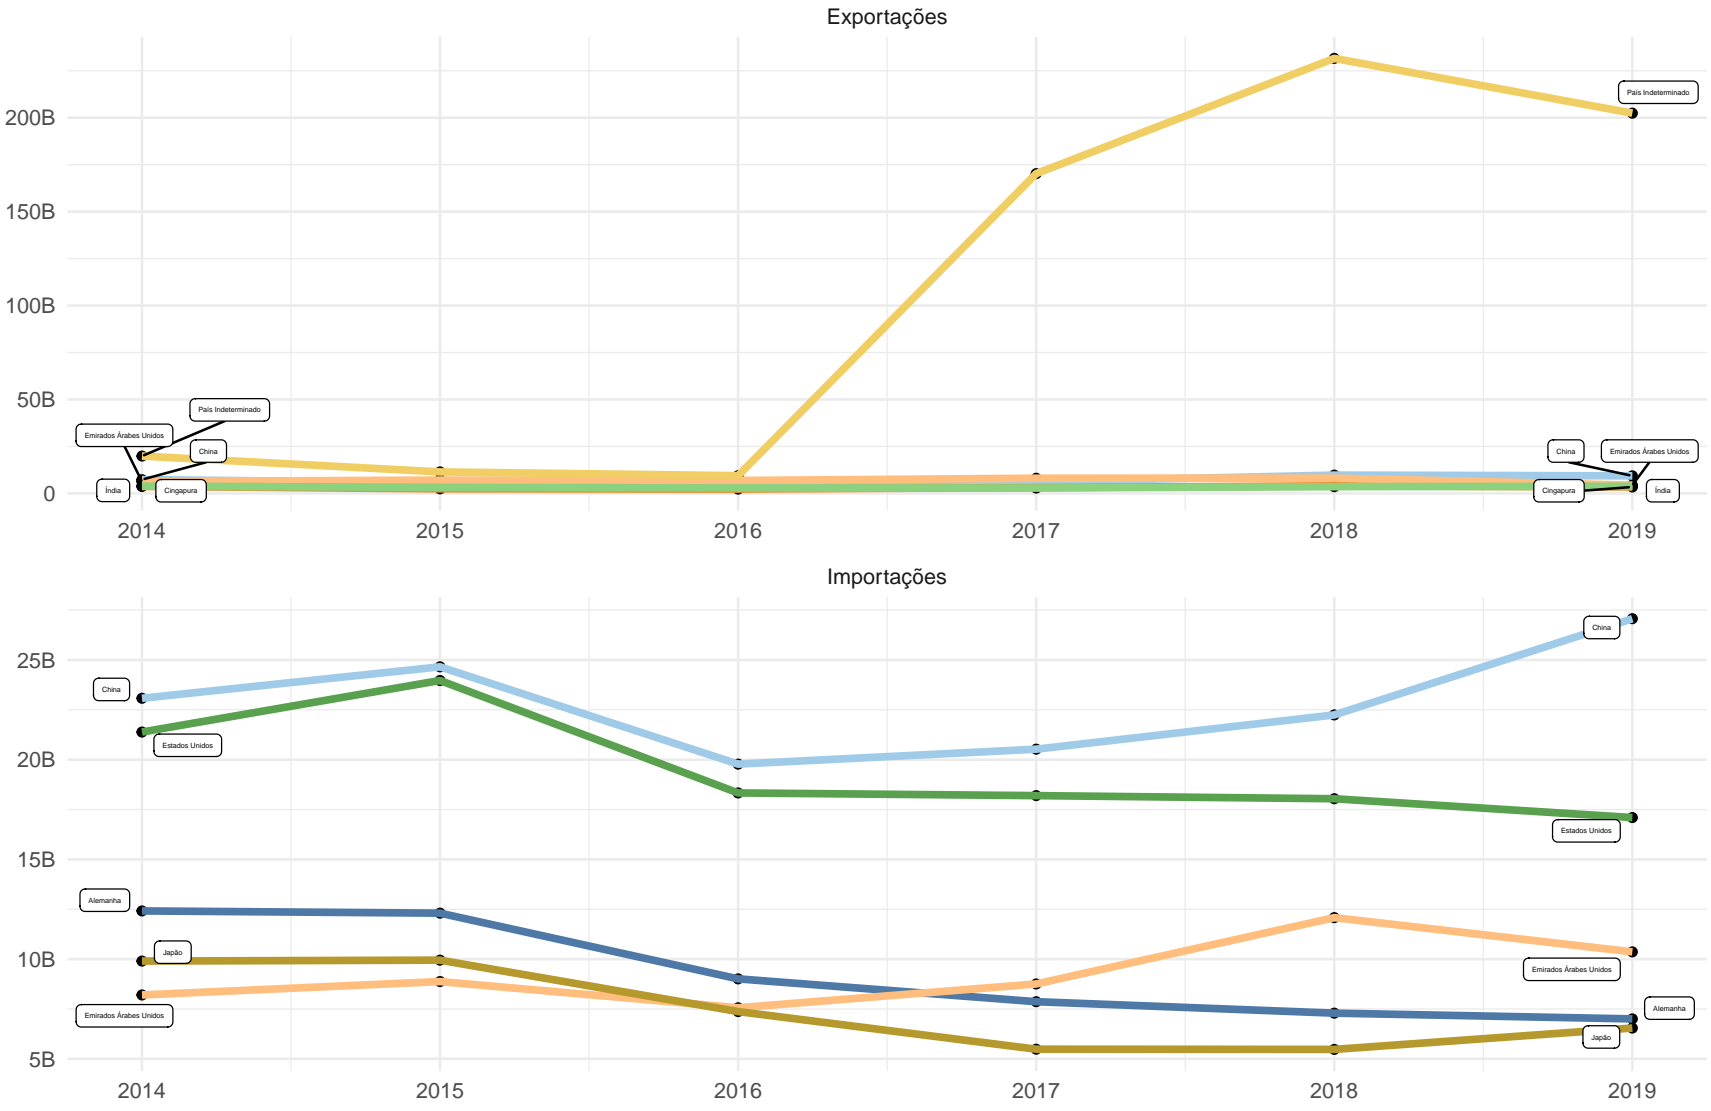 Exportações
200B
150B
100B
50B
0
País Indeterminado
País Indeterminado
Emirados Árabes Unidos
China
China
Emirados Árabes Unidos
Índia
Cingapura
Cingapura
Índia
2014 2015 2016 2017 2018 2019
Importações
25B
20B
15B
10B
5B
China
China
Estados Unidos
Estados Unidos
Alemanha
Japão
Emirados Árabes Unidos
Emirados Árabes Unidos
Alemanha
Japão
2014 2015 2016 2017 2018 2019